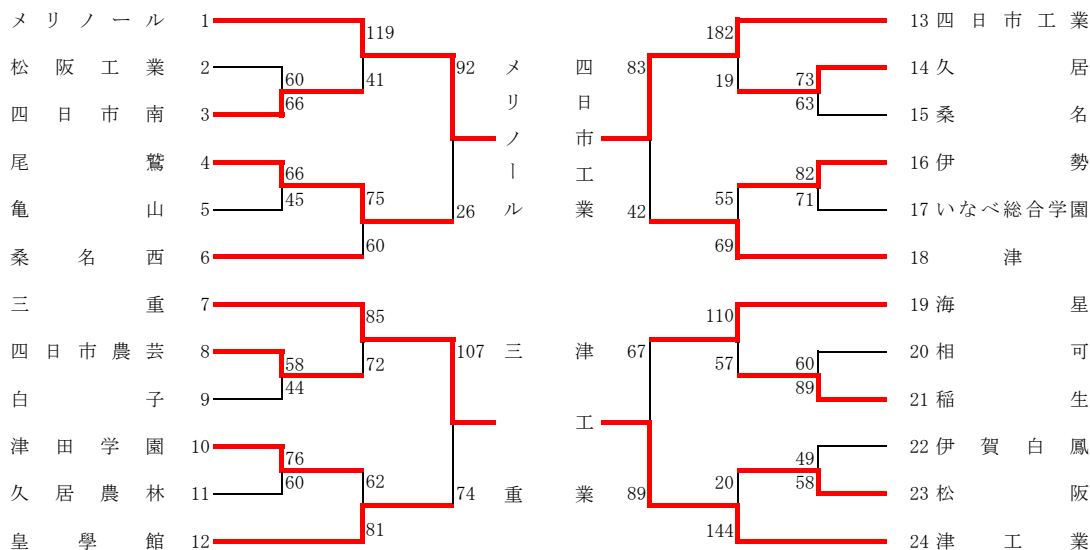 メリノール 1
松阪工業 2
四日市南 3
尾鷲 4
亀山 5
桑名西 6
三重 7
四日市農芸 8
白子 9
津田学園 10
久居農林 11
皇學館 12
119
60
66
41
66
45
75
60
92
26
85
58
44
72
76
60
62
81
107
74
メリノール
三重
四日市工業
津工業
83
42
67
89
182
19
73
63
82
71
55
69
110
57
60
89
49
58
20
144
13 四日市工業
14 久居
15 桑名
16 伊勢
17 いなべ総合学園
18 津
19 海星
20 相可
21 稲生
22 伊賀白鳳
23 松阪
24 津工業